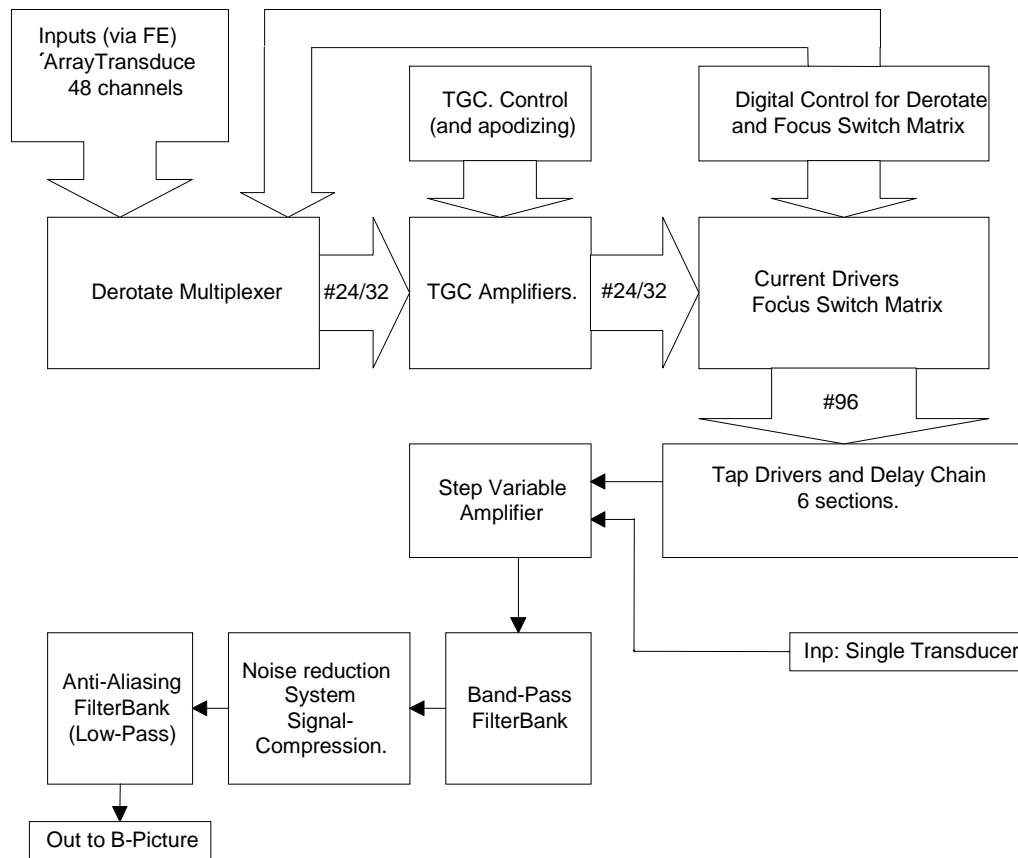 Inputs (via FE)
´ArrayTransduce
48 channels
TGC. Control
(and apodizing)
Digital Control for Derotate
and Focus Switch Matrix
Derotate Multiplexer
#24/32
TGC Amplifiers.
#24/32
Current Drivers
Foc'us Switch Matrix
#96
Step Variable
Amplifier
Tap Drivers and Delay Chain
6 sections.
Inp: Single Transducer
Anti-Aliasing
FilterBank
(Low-Pass)
Noise reduction
System
Signal-
Compression.
Band-Pass
FilterBank
Out to B-Picture